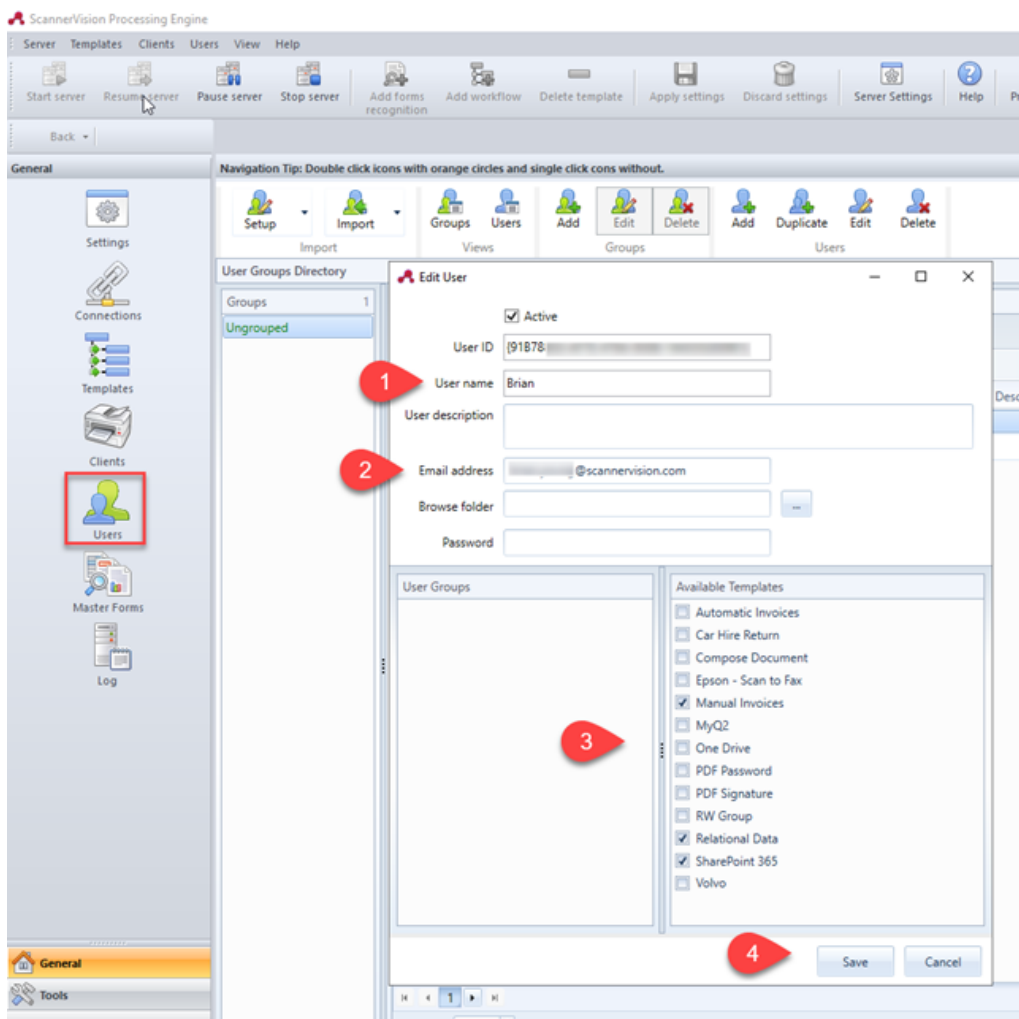 ScannerVision Processing Engine
Server Templates Clients Users View Help
Start server Resume server Pause server Stop server Add forms recognition Add workflow Delete template Apply settings Discard settings Server Settings Help
Back
General
Navigation Tip: Double click icons with orange circles and single click cons without.
Settings
Connections
Templates
Clients
Users
Master Forms
Log
General
Tools
Setup Import Groups Users Add Edit Delete Add Duplicate Edit Delete
Import Views Groups Users
User Groups Directory
Groups 1
Ungrouped
Edit User
Active
User ID {91B78
1 User name Brian
User description
2 Email address @scannervision.com
Browse folder ...
Password
User Groups
Available Templates
Automatic Invoices
Car Hire Return
Compose Document
Epson - Scan to Fax
Manual Invoices
MyQ2
One Drive
3
PDF Password
PDF Signature
RW Group
Relational Data
SharePoint 365
Volvo
4 Save Cancel
1